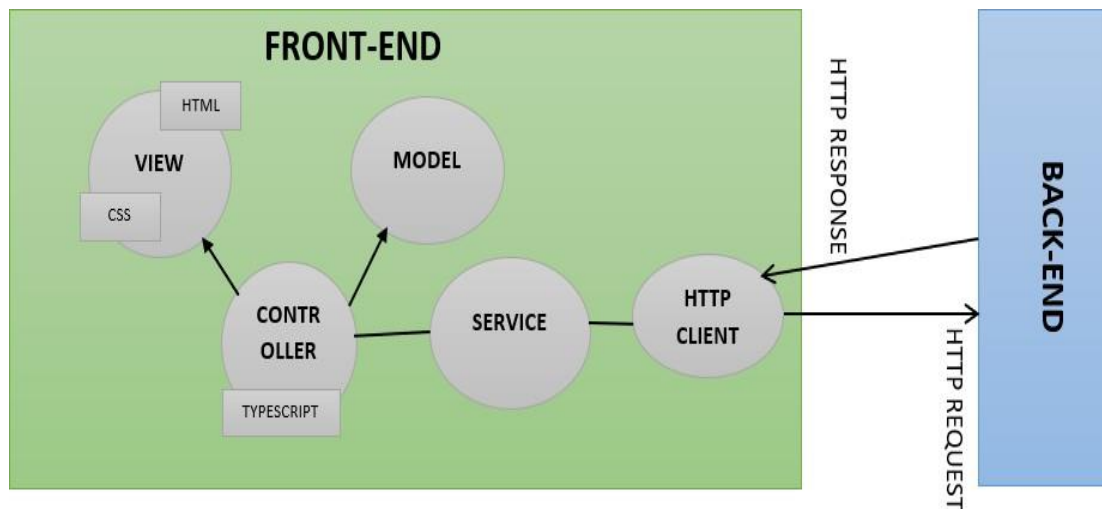 FRONT-END
HTML
VIEW
CSS
MODEL
CONTR
OLLER
TYPESCRIPT
SERVICE
HTTP
CLIENT
HTTP RESPONSE
HTTP REQUEST
BACK-END